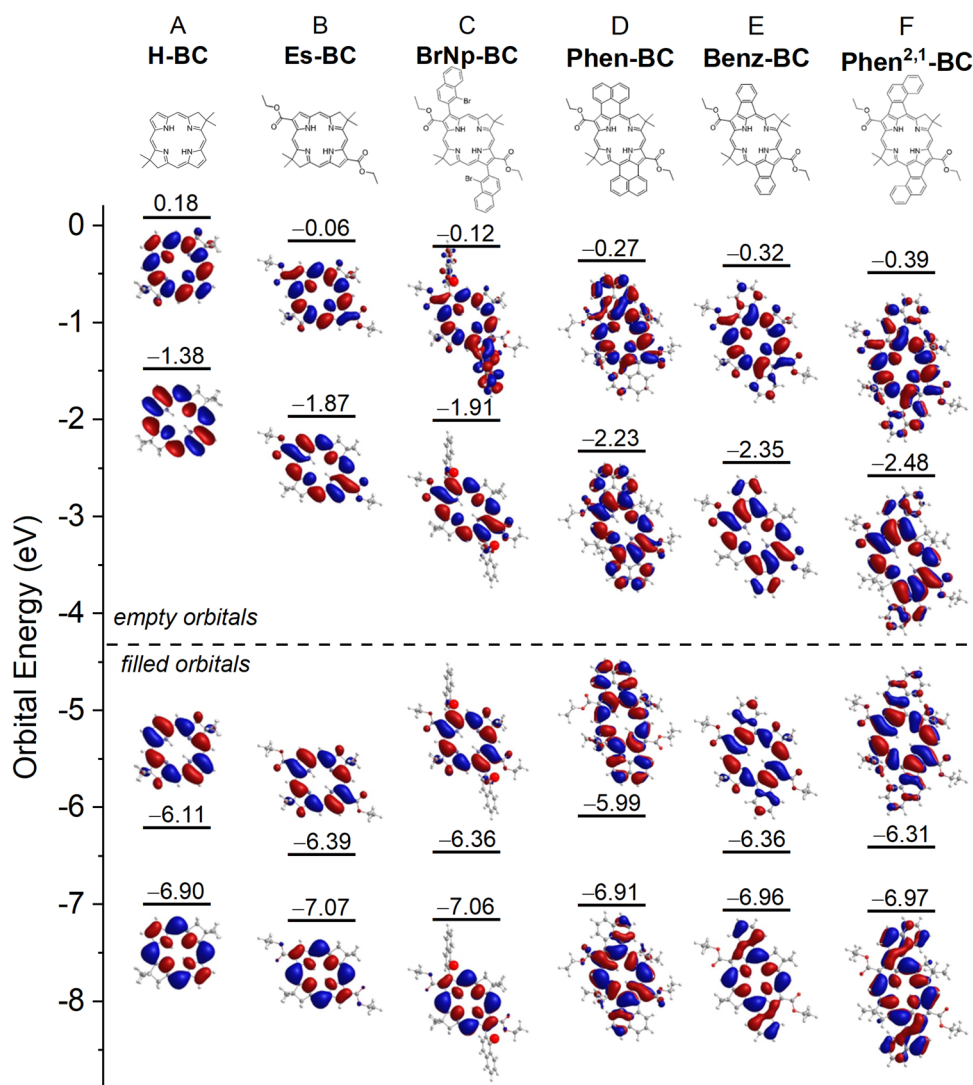 A B C D E F
H-BC Es-BC BrNp-BC Phen-BC Benz-BC Phen2,1-BC
Orbital Energy (eV)
0
-1
-2
-3
-4
-5
-6
-7
-8
0.18 −0.06 −0.12 −0.27 −0.32 −0.39
−1.38 −1.87 −1.91 −2.23 −2.35 −2.48
empty orbitals
filled orbitals
−6.11 −6.39 −6.36 −5.99 −6.36 −6.31
−6.90 −7.07 −7.06 −6.91 −6.96 −6.97